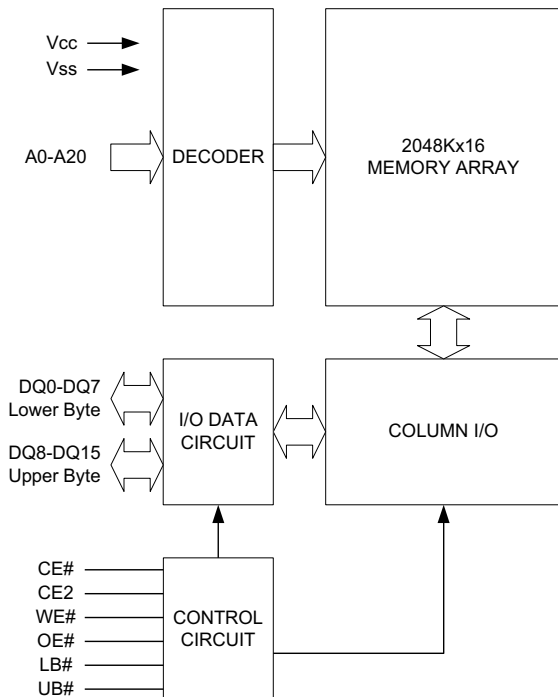 Vcc
Vss
A0-A20
DECODER
2048Kx16
MEMORY ARRAY
DQ0-DQ7
Lower Byte
DQ8-DQ15
Upper Byte
I/O DATA
CIRCUIT
COLUMN I/O
CE#
CE2
WE#
OE#
LB#
UB#
CONTROL
CIRCUIT